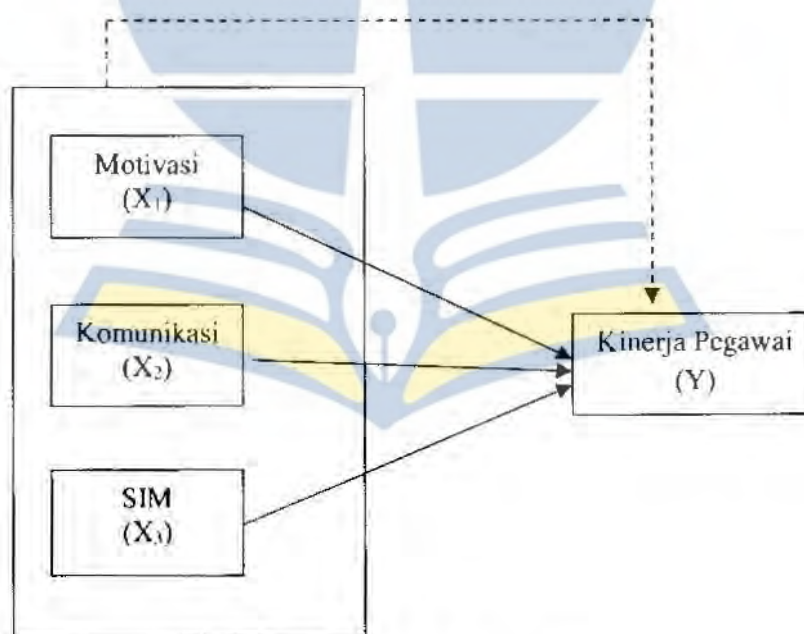 Motivasi
(X₁)
Komunikasi
(X₂)
SIM
(X₃)
Kinerja Pegawai
(Y)